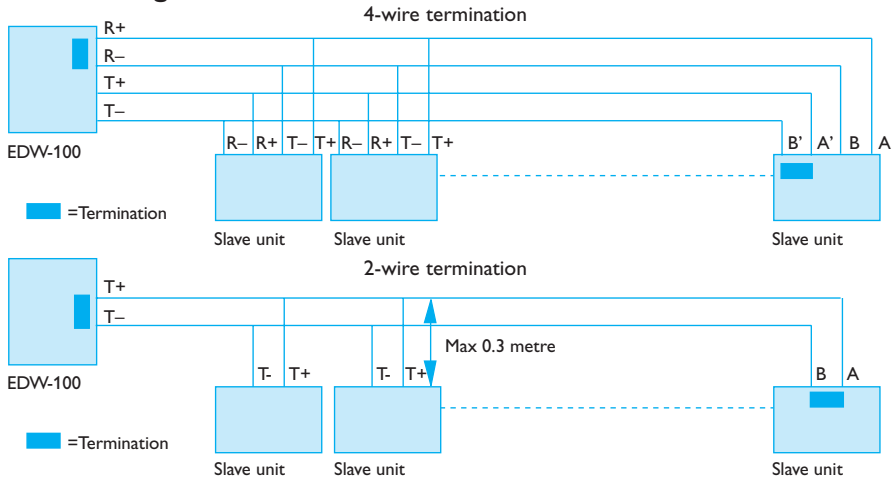 4-wire termination
R+
R–
T+
T–
EDW-100
R– R+ T– T+ R– R+ T– T+
B' A' B A
=Termination
Slave unit Slave unit Slave unit
2-wire termination
T+
T–
Max 0.3 metre
EDW-100
T- T+ T- T+
B A
=Termination
Slave unit Slave unit Slave unit